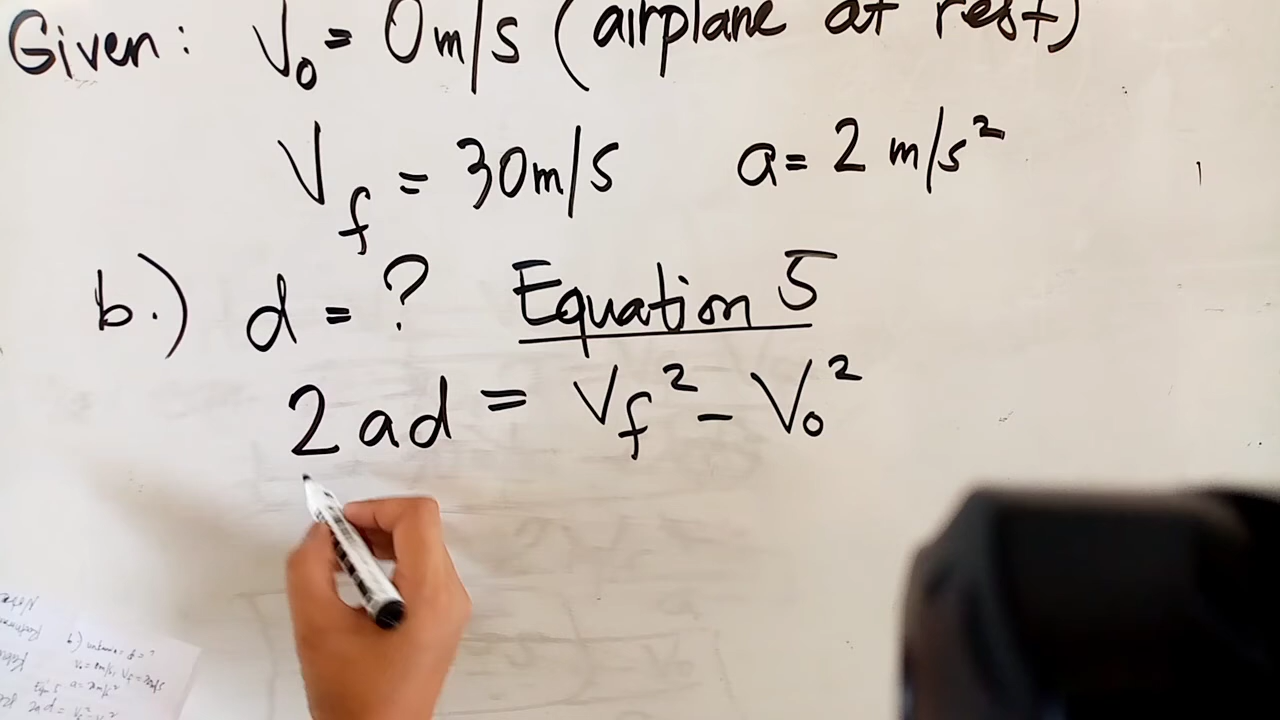 Given: V₀ = 0m/s (airplane at rest)
V_f = 30m/s a = 2 m/s²
b.) d = ? Equation 5
2ad = V_f² - V₀²